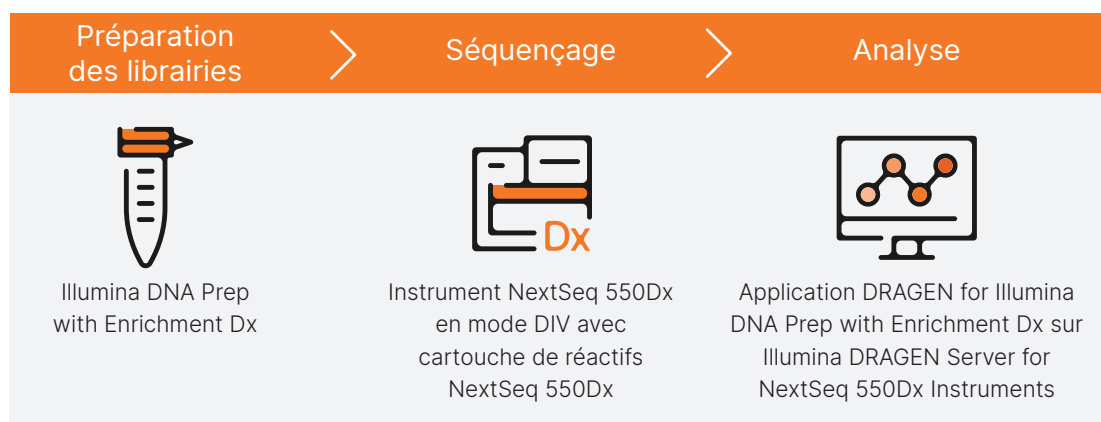 Préparation
des librairies
Séquençage
Analyse
Dx
Illumina DNA Prep
with Enrichment Dx
Instrument NextSeq 550Dx
en mode DIV avec
cartouche de réactifs
NextSeq 550Dx
Application DRAGEN for Illumina
DNA Prep with Enrichment Dx sur
Illumina DRAGEN Server for
NextSeq 550Dx Instruments